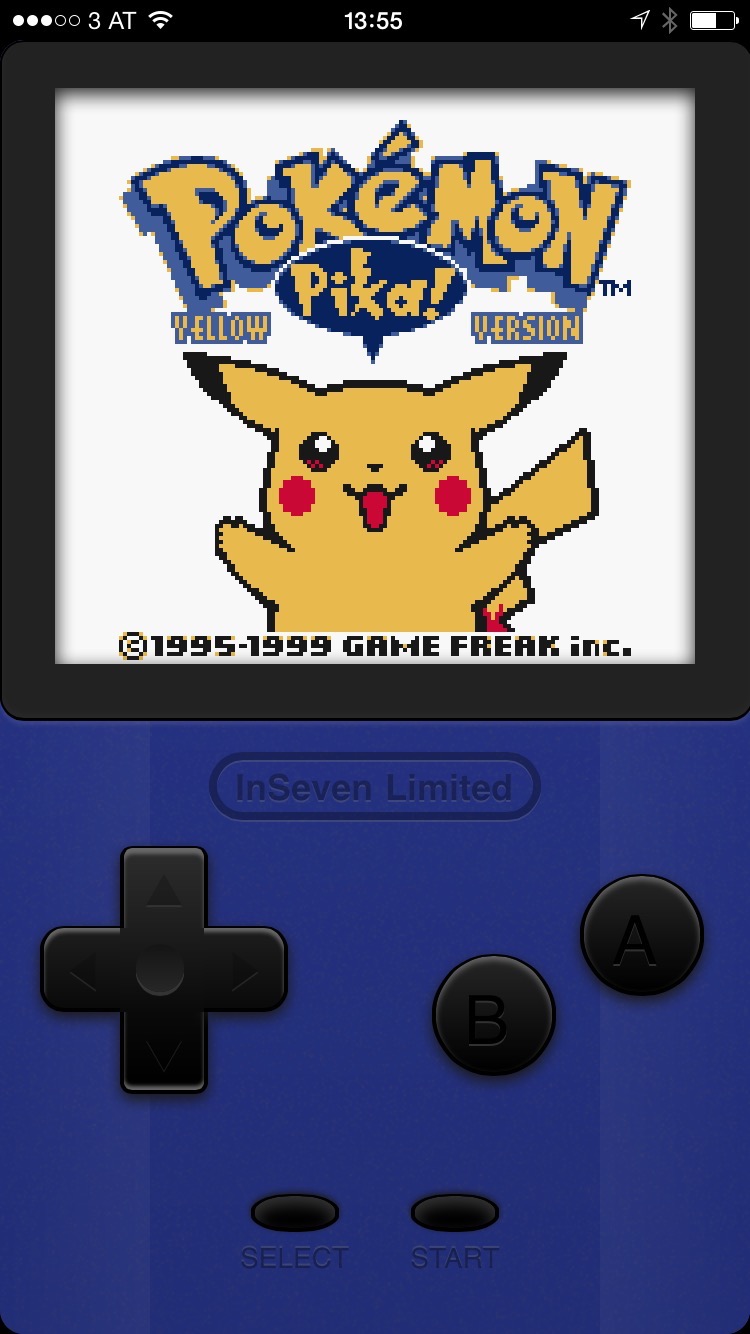 3 AT 13:55
POKéMON
TM
Pika!
YELLOW VERSION
©1995-1999 GAME FREAK inc.
InSeven Limited
A
B
SELECT START